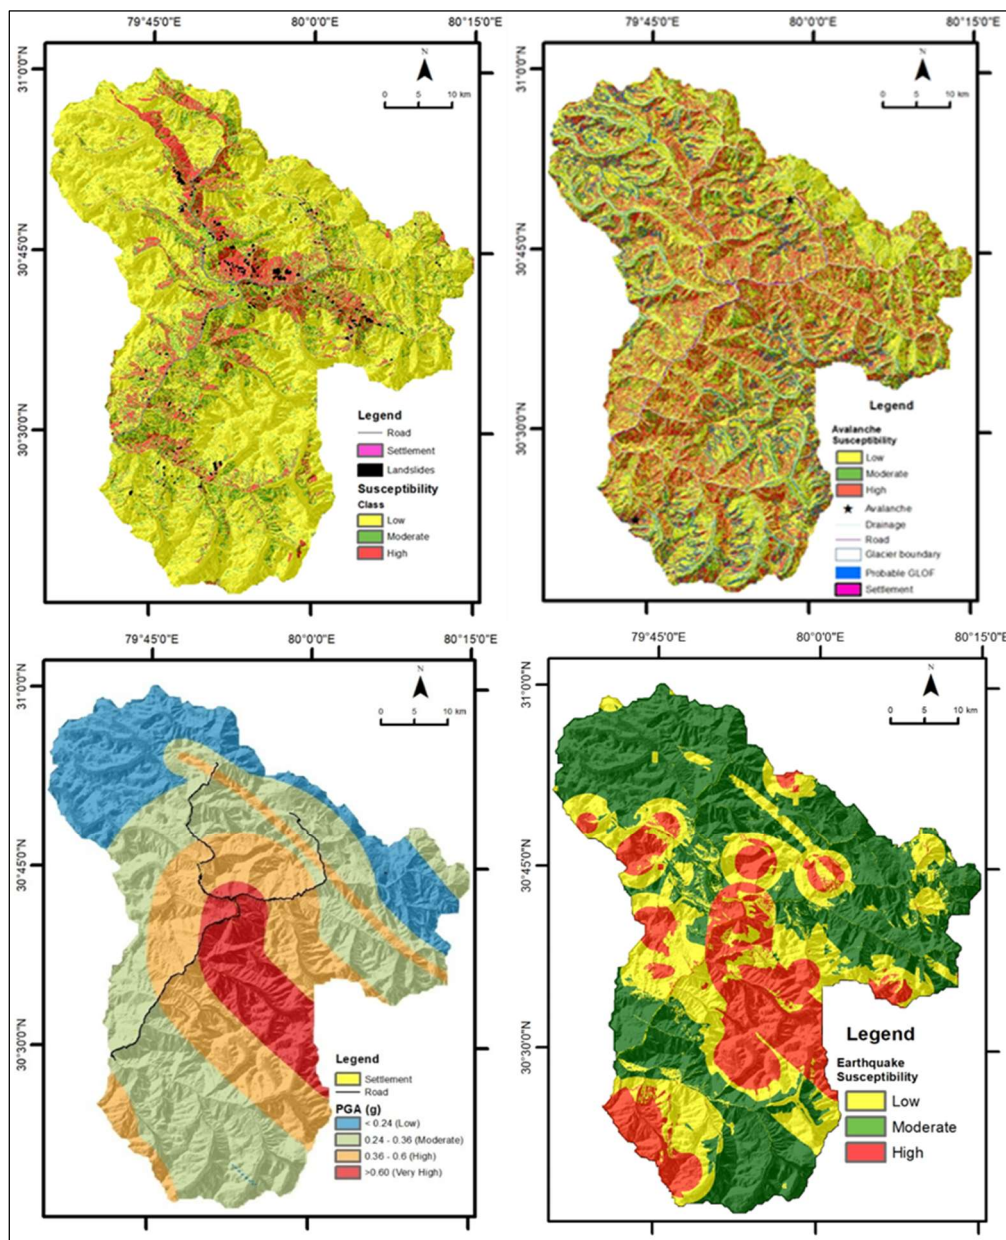 79°45'0"E 80°0'0"E 80°15'0"E
31°0'0"N
30°45'0"N
30°30'0"N
N
0 5 10 km
Legend
Road
Settlement
Landslides
Susceptibility
Class
Low
Moderate
High
79°45'0"E 80°0'0"E 80°15'0"E
31°0'0"N
30°45'0"N
30°30'0"N
N
0 5 10 km
Legend
Avalanche
Susceptibility
Low
Moderate
High
Avalanche
Drainage
Road
Glacier boundary
Probable GLOF
Settlement
79°45'0"E 80°0'0"E 80°15'0"E
31°0'0"N
30°45'0"N
30°30'0"N
N
0 5 10 km
Legend
Settlement
Road
PGA (g)
< 0.24 (Low)
0.24 - 0.36 (Moderate)
0.36 - 0.6 (High)
>0.60 (Very High)
79°45'0"E 80°0'0"E 80°15'0"E
31°0'0"N
30°45'0"N
30°30'0"N
N
0 5 10 km
Legend
Earthquake
Susceptibility
Low
Moderate
High